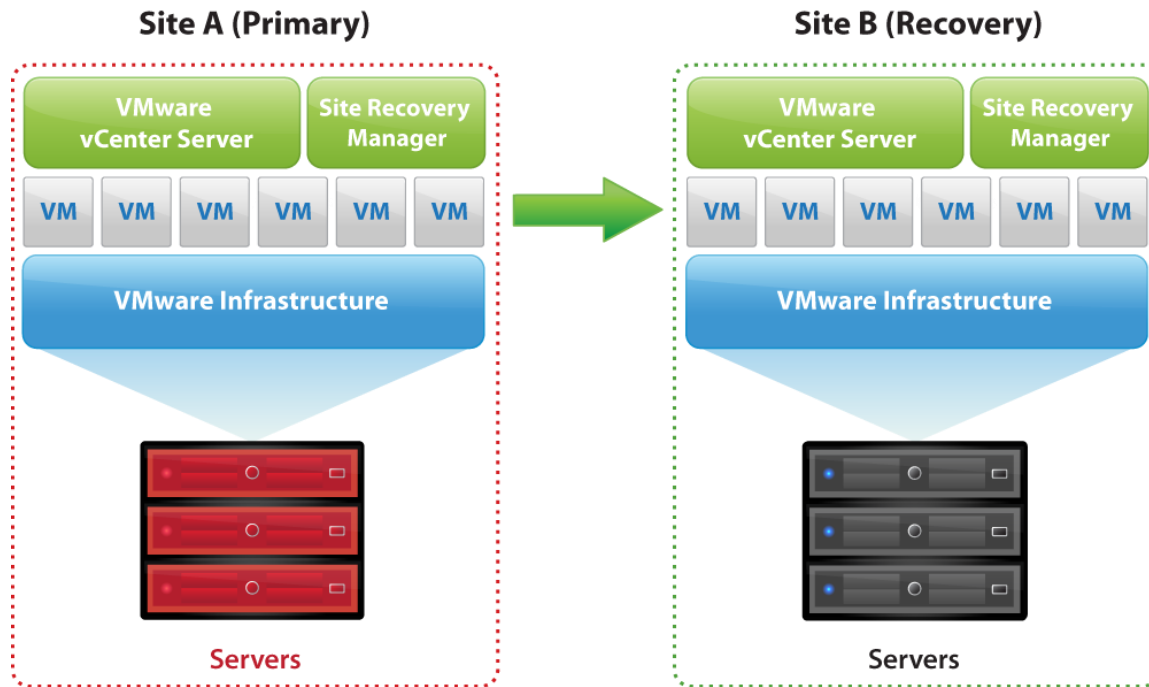 Site A (Primary)
VMware
vCenter Server
Site Recovery
Manager
VM VM VM VM VM VM
VMware Infrastructure
Servers
Site B (Recovery)
VMware
vCenter Server
Site Recovery
Manager
VM VM VM VM VM VM
VMware Infrastructure
Servers